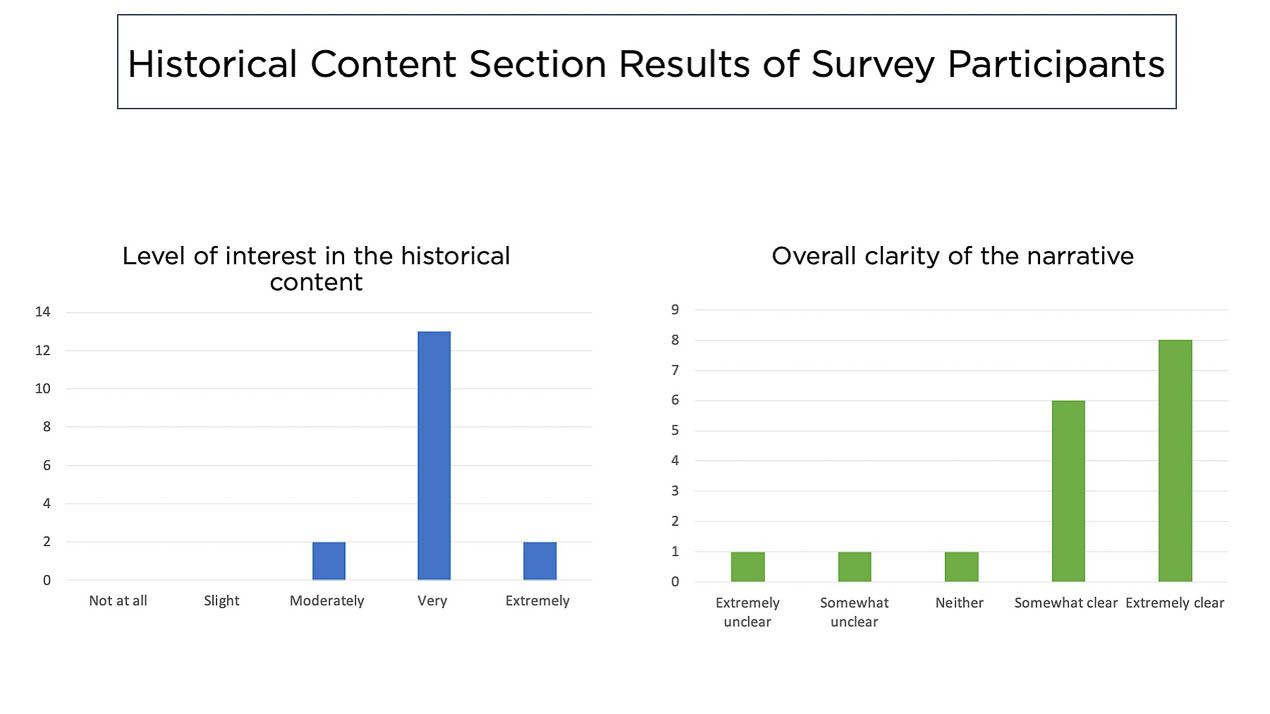 Historical Content Section Results of Survey Participants
Level of interest in the historical
content
14
12
10
8
6
4
2
0
Not at all
Slight
Moderately
Very
Extremely
Overall clarity of the narrative
9
8
7
6
5
4
3
2
1
0
Extremely
unclear
Somewhat
unclear
Neither
Somewhat clear
Extremely clear